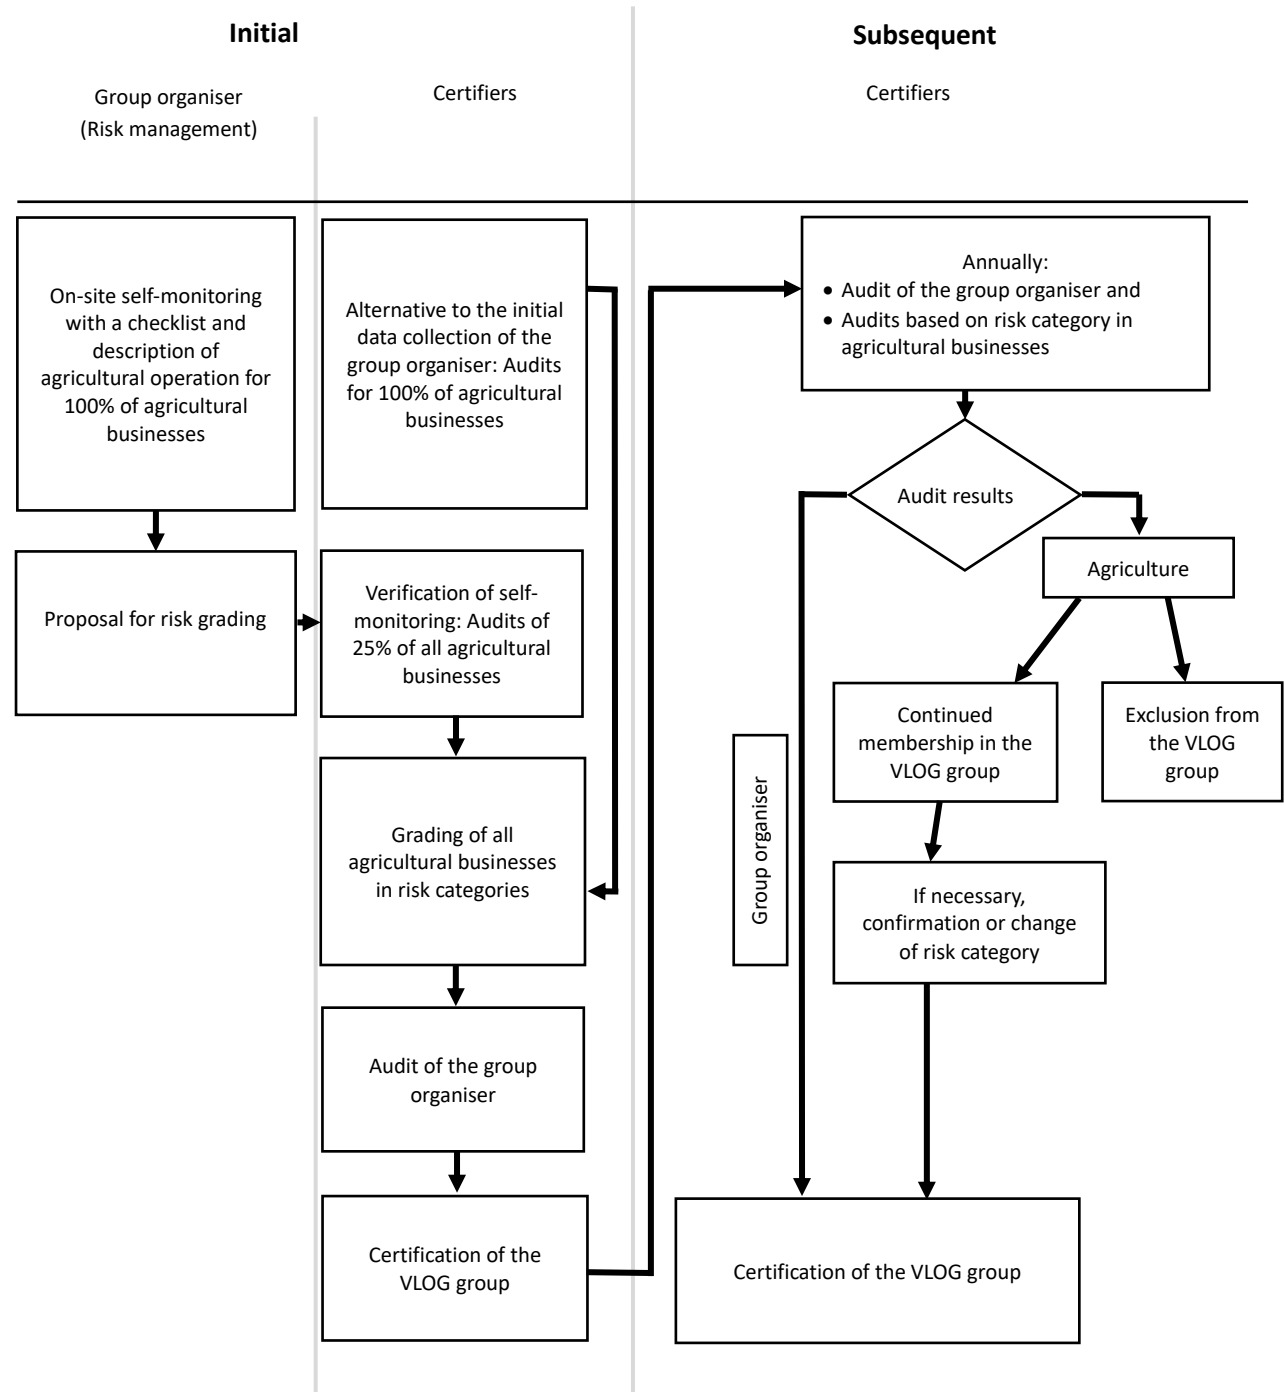 Initial
Subsequent
Group organiser
(Risk management)
Certifiers
Certifiers
On-site self-monitoring
with a checklist and
description of
agricultural operation for
100% of agricultural
businesses
Alternative to the initial
data collection of the
group organiser: Audits
for 100% of agricultural
businesses
Proposal for risk grading
Verification of self-
monitoring: Audits of
25% of all agricultural
businesses
Grading of all
agricultural businesses
in risk categories
Audit of the group
organiser
Certification of the
VLOG group
Annually:
• Audit of the group organiser and
• Audits based on risk category in
agricultural businesses
Audit results
Agriculture
Continued
membership in the
VLOG group
Exclusion from
the VLOG
group
Group organiser
If necessary,
confirmation or change
of risk category
Certification of the VLOG group